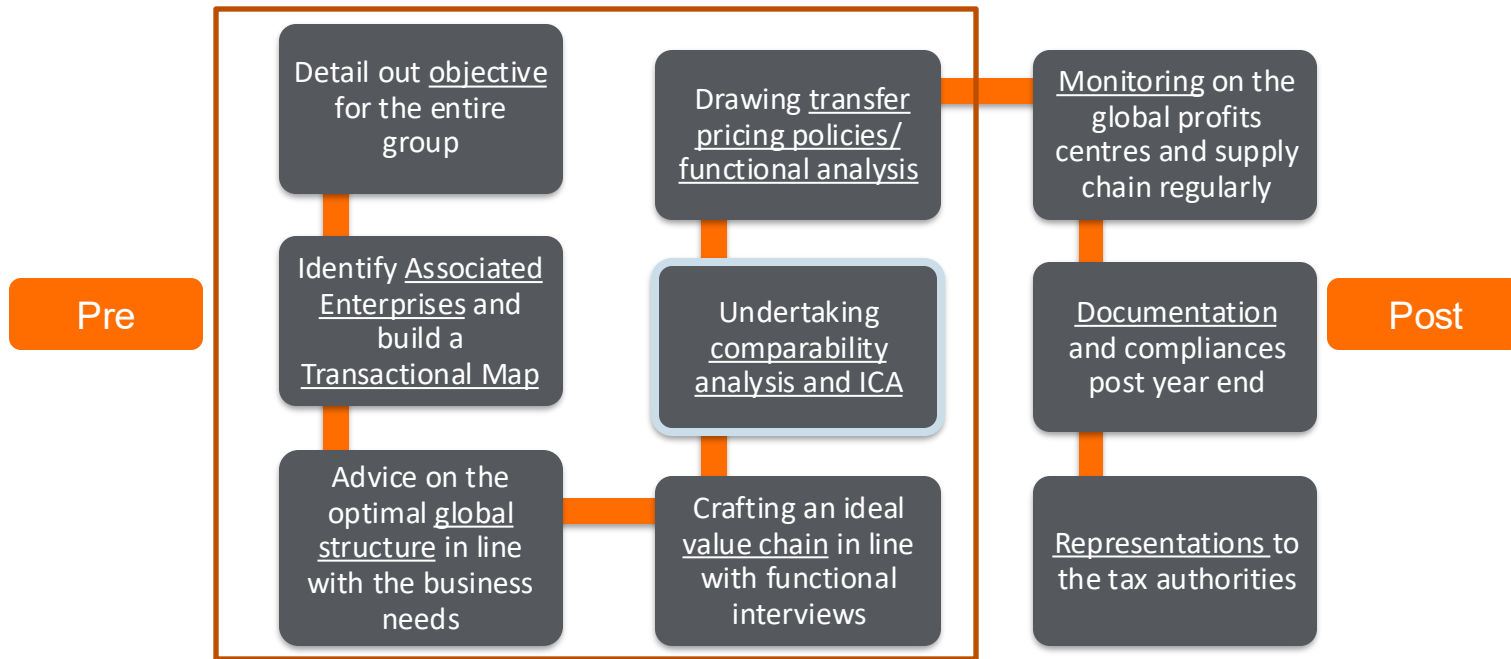 Pre
Detail out objective
for the entire
group
Identify Associated
Enterprises and
build a
Transactional Map
Advice on the
optimal global
structure in line
with the business
needs
Crafting an ideal
value chain in line
with functional
interviews
Undertaking
comparability
analysis and ICA
Drawing transfer
pricing policies/
functional analysis
Monitoring on the
global profits
centres and supply
chain regularly
Documentation
and compliances
post year end
Representations to
the tax authorities
Post